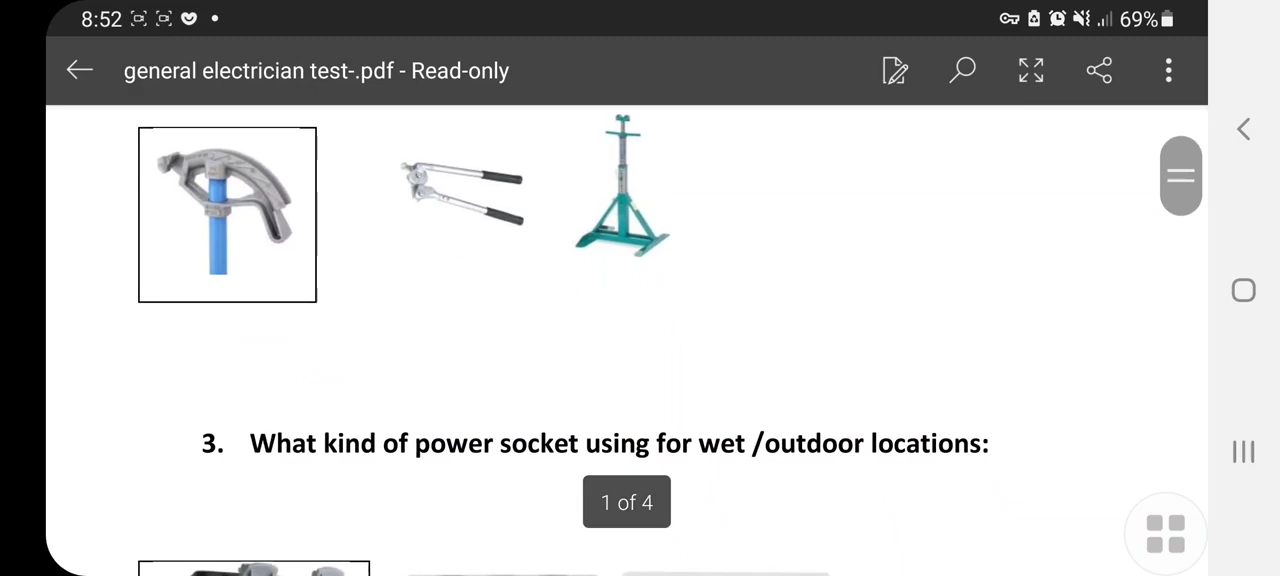 8:52
69%
general electrician test-.pdf - Read-only
3. What kind of power socket using for wet /outdoor locations:
1 of 4